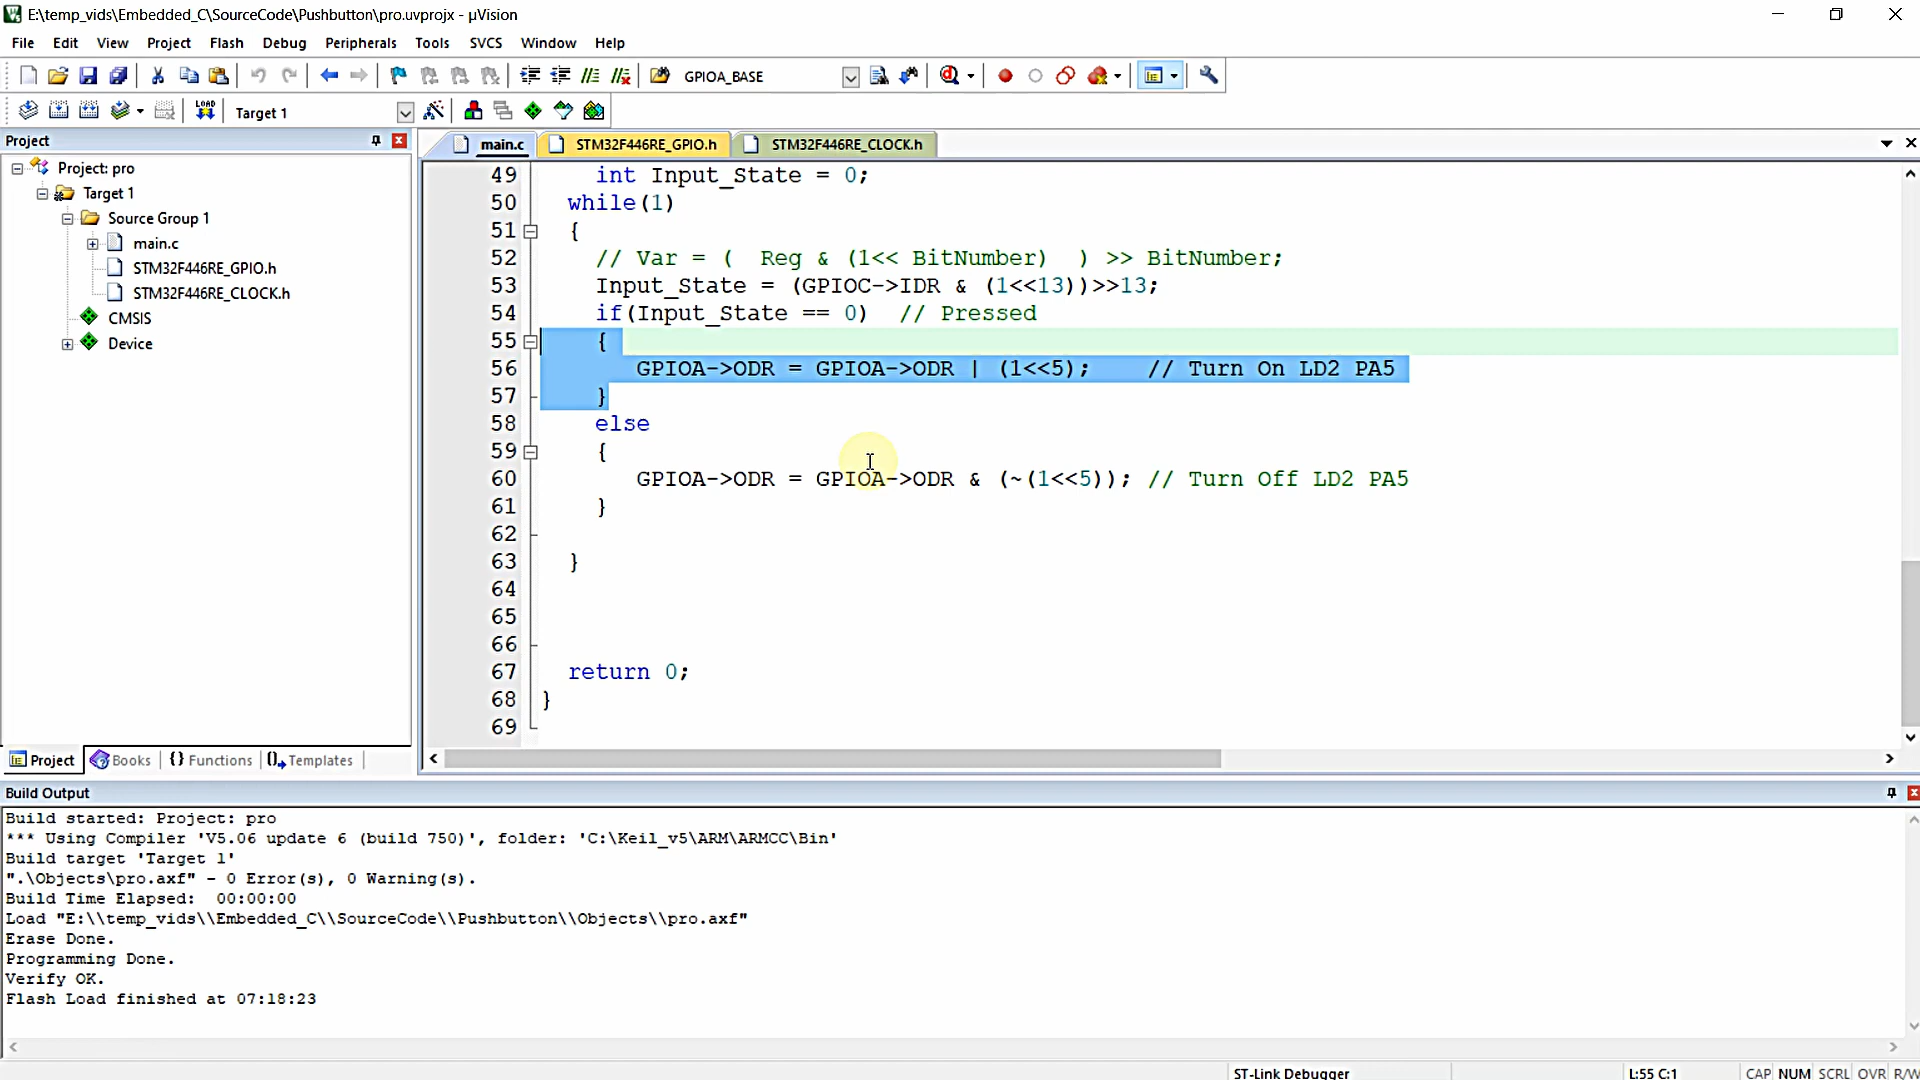 E:\temp_vids\Embedded_C\SourceCode\Pushbutton\pro.uvprojx - µVision
File Edit View Project Flash Debug Peripherals Tools SVCS Window Help
GPIOA_BASE
LOAD Target 1
Project
main.c STM32F446RE_GPIO.h STM32F446RE_CLOCK.h
Project: pro
Target 1
Source Group 1
main.c
STM32F446RE_GPIO.h
STM32F446RE_CLOCK.h
CMSIS
Device
49 int Input_State = 0;
50 while(1)
51 {
52 // Var = ( Reg & (1<< BitNumber) ) >> BitNumber;
53 Input_State = (GPIOC->IDR & (1<<13))>>13;
54 if(Input_State == 0) // Pressed
55 {
56 GPIOA->ODR = GPIOA->ODR | (1<<5); // Turn On LD2 PA5
57 }
58 else
59 {
60 GPIOA->ODR = GPIOA->ODR & (~(1<<5)); // Turn Off LD2 PA5
61 }
62
63 }
64
65
66
67 return 0;
68 }
69
Project Books {} Functions Templates
Build Output
Build started: Project: pro
*** Using Compiler 'V5.06 update 6 (build 750)', folder: 'C:\Keil_v5\ARM\ARMCC\Bin'
Build target 'Target 1'
".\Objects\pro.axf" - 0 Error(s), 0 Warning(s).
Build Time Elapsed: 00:00:00
Load "E:\\temp_vids\\Embedded_C\\SourceCode\\Pushbutton\\Objects\\pro.axf"
Erase Done.
Programming Done.
Verify OK.
Flash Load finished at 07:18:23
ST-Link Debugger L:55 C:1 CAP NUM SCRL OVR R/W